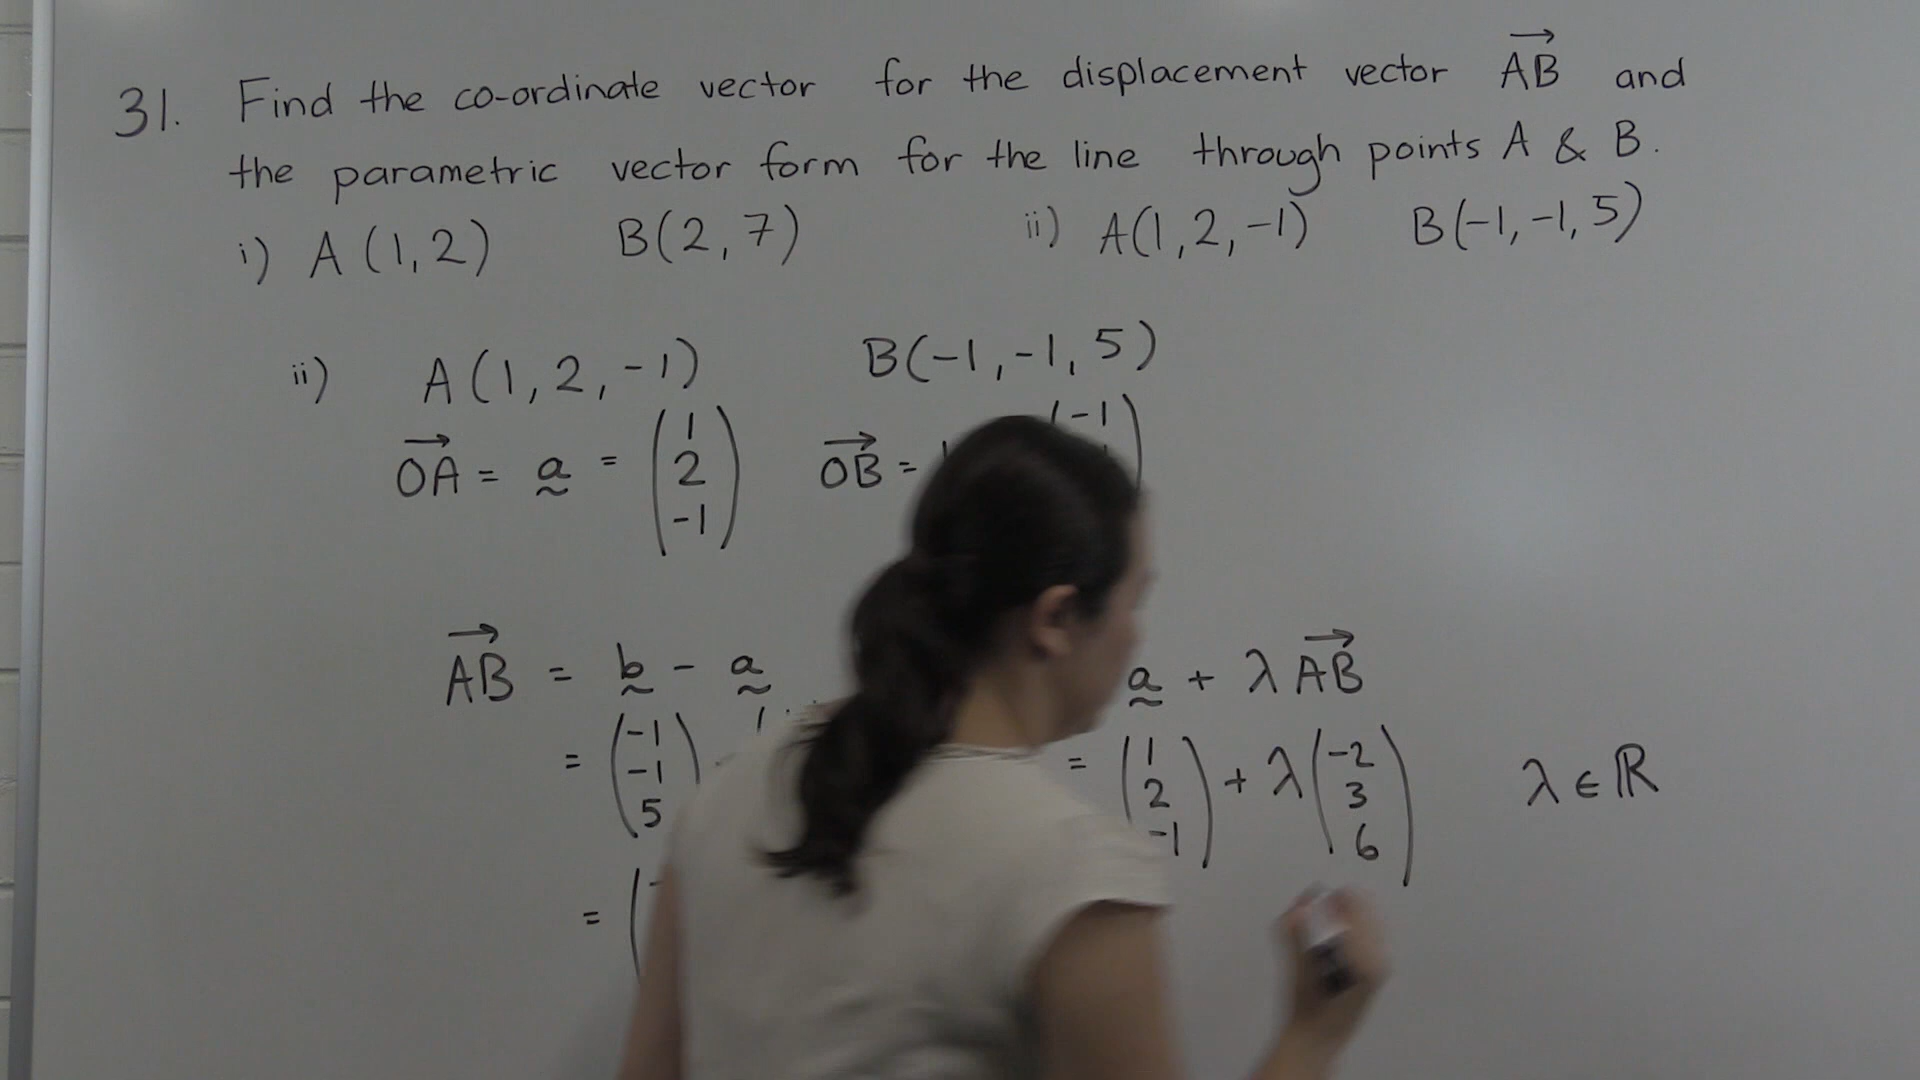 31. Find the co-ordinate vector for the displacement vector AB and
the parametric vector form for the line through points A & B.
i) A (1,2) B(2,7) ii) A(1,2,-1) B(-1,-1,5)
ii) A(1,2,-1) B(-1,-1,5)
OA = a = (1 2 -1) OB = (-1
AB = b - a a + λAB
= (-1 -1 5) = (1 2 -1) + λ(-2 3 6) λ ∈ ℝ
= (